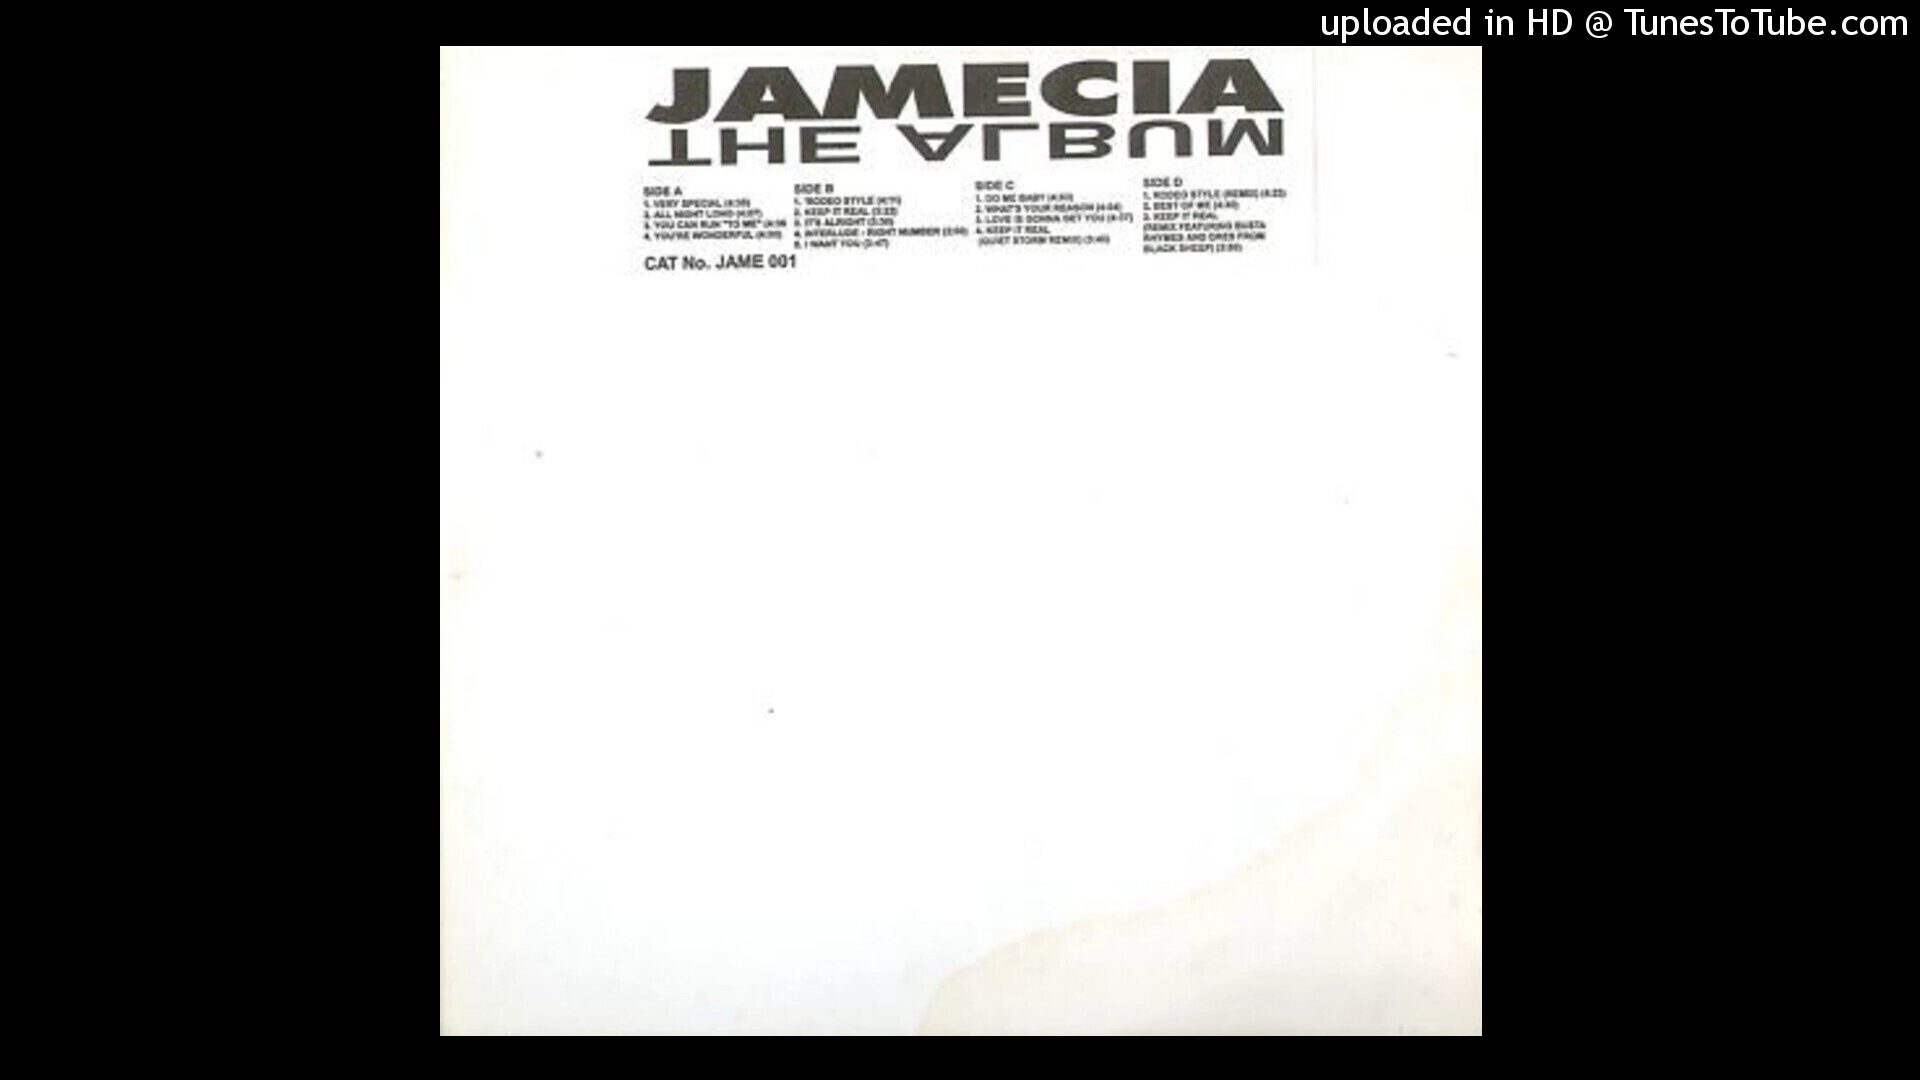 uploaded in HD @ TunesToTube.com
JAMECIA
THE ALBUM
SIDE A
1. VERY SPECIAL
2. ALL NIGHT LONG
3. YOU CAN RUN "TO ME"
4. YOU'RE WONDERFUL
SIDE B
1. 'RODEO STYLE
2. KEEP IT REAL
3. IT'S ALRIGHT
4. INTERLUDE - RIGHT NUMBER
5. I WANT YOU (3:47)
SIDE C
1. DO ME BABY
2. WHAT'S YOUR REASON
3. LOVE IS GONNA GET YOU
4. KEEP IT REAL
(QUIET STORM REMIX)
SIDE D
1. RODEO STYLE (REMIX)
2. BEST OF ME
3. KEEP IT REAL
(REMIX FEATURING BUSTA
RHYMES AND DRES FROM
BLACK SHEEP)
CAT No. JAME 001